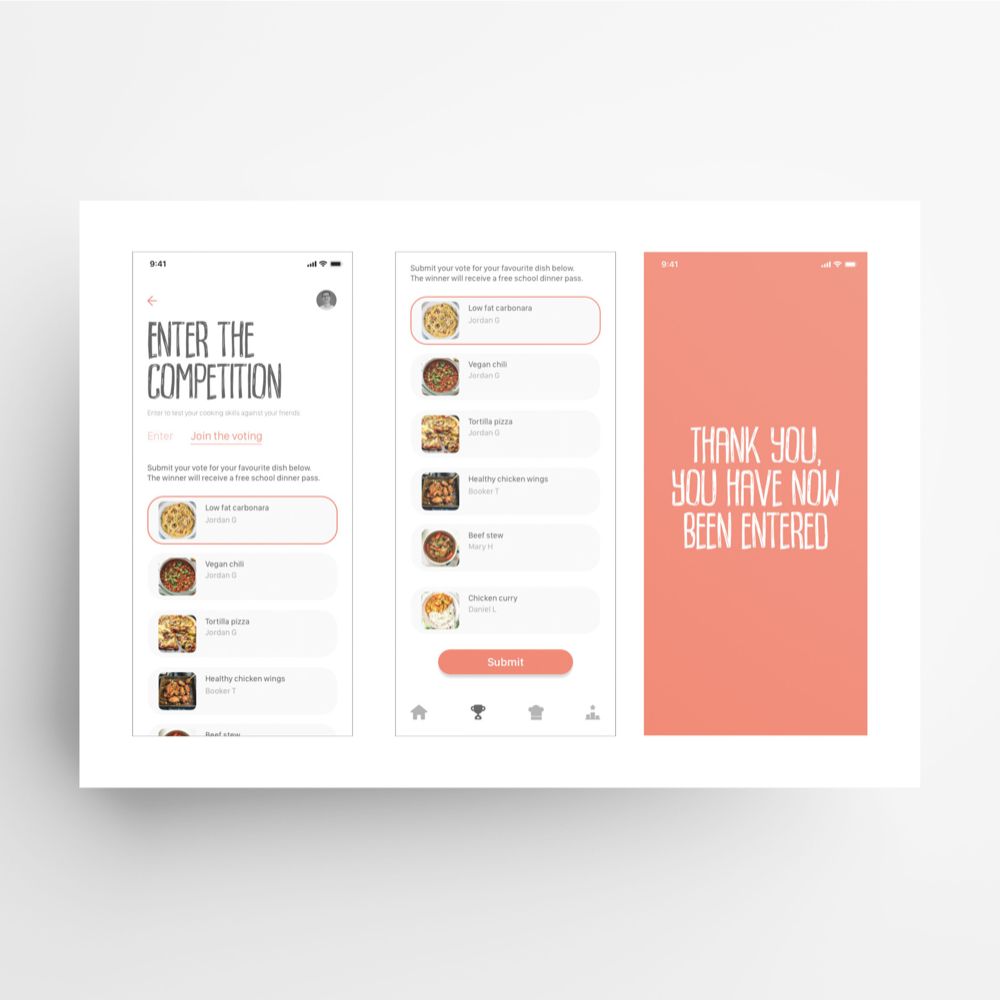 9:41
ENTER THE
COMPETITION
Enter to test your cooking skills against your friends
Enter Join the voting
Submit your vote for your favourite dish below.
The winner will receive a free school dinner pass.
Low fat carbonara
Jordan G
Vegan chili
Jordan G
Tortilla pizza
Jordan G
Healthy chicken wings
Booker T
Beef stew
Submit your vote for your favourite dish below.
The winner will receive a free school dinner pass.
Low fat carbonara
Jordan G
Vegan chili
Jordan G
Tortilla pizza
Jordan G
Healthy chicken wings
Booker T
Beef stew
Mary H
Chicken curry
Daniel L
Submit
9:41
THANK YOU,
YOU HAVE NOW
BEEN ENTERED